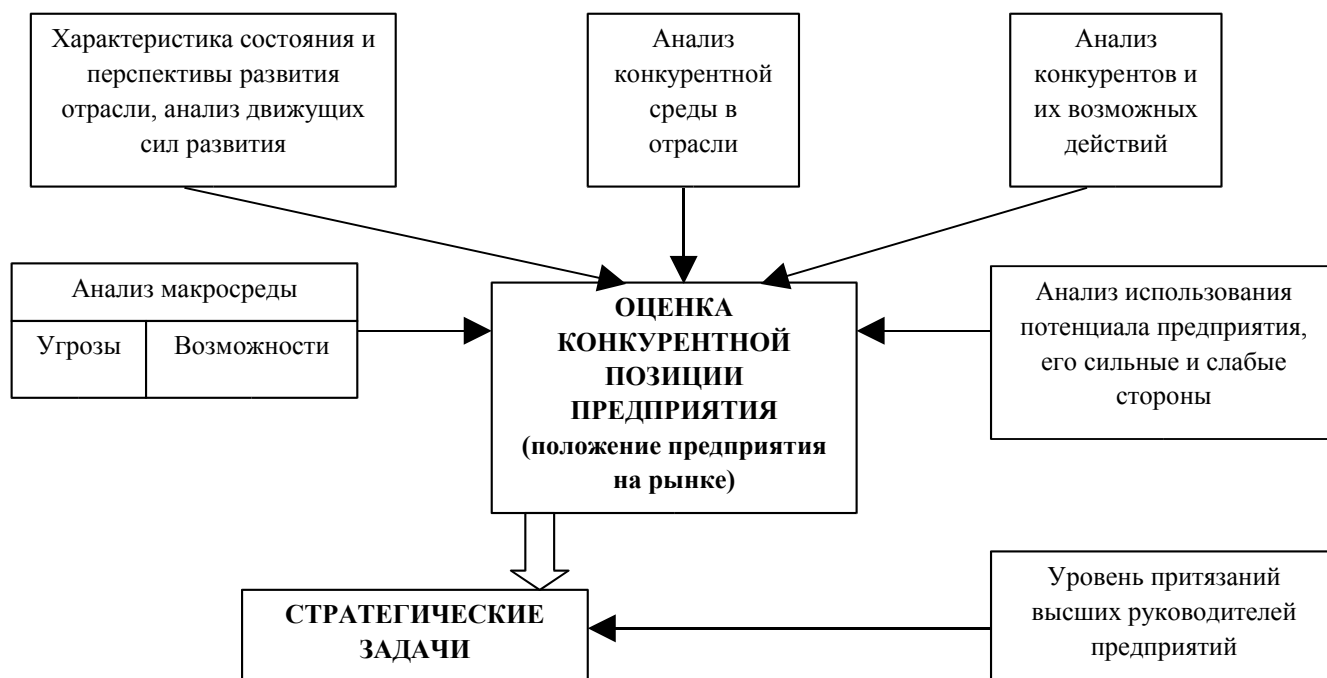 Характеристика состояния и
перспективы развития
отрасли, анализ движущих
сил развития
Анализ
конкурентной
среды в
отрасли
Анализ
конкурентов и
их возможных
действий
Анализ макросреды
Угрозы
Возможности
ОЦЕНКА
КОНКУРЕНТНОЙ
ПОЗИЦИИ
ПРЕДПРИЯТИЯ
(положение предприятия
на рынке)
Анализ использования
потенциала предприятия,
его сильные и слабые
стороны
СТРАТЕГИЧЕСКИЕ
ЗАДАЧИ
Уровень притязаний
высших руководителей
предприятий